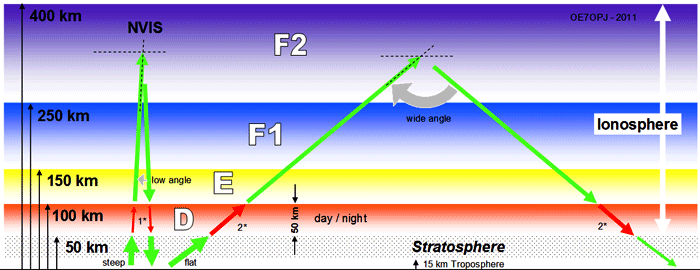 400 km
NVIS
F2
OE7OPJ - 2011
250 km
F1
wide angle
Ionosphere
150 km
low angle
E
100 km
1*
D
2*
50 km
day / night
2*
50 km
Stratosphere
steep
flat
15 km Troposphere